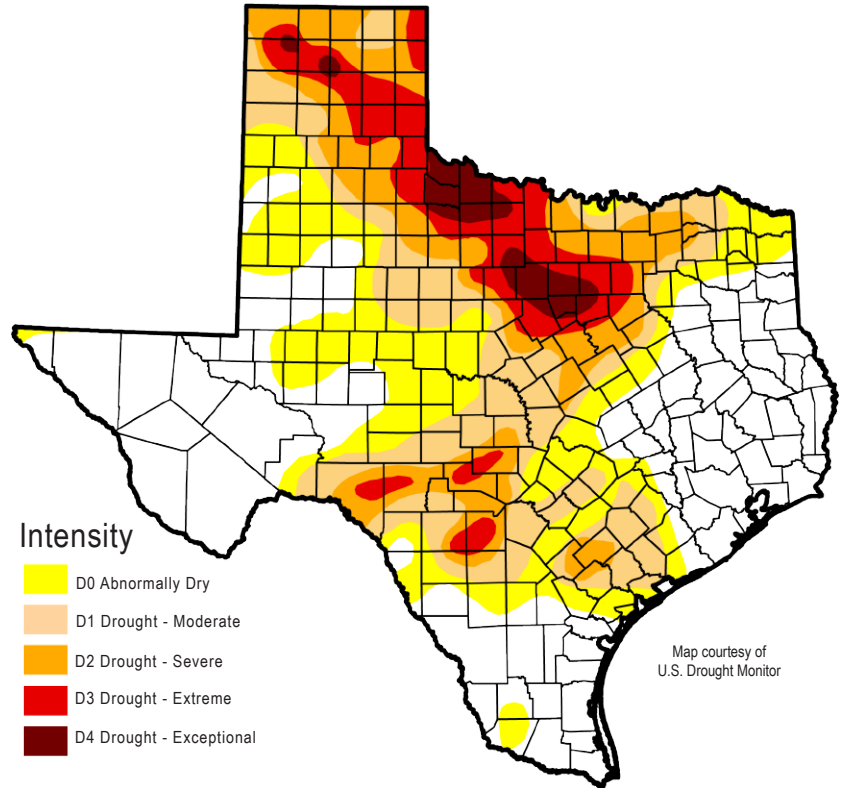 Intensity
D0 Abnormally Dry
D1 Drought - Moderate
D2 Drought - Severe
D3 Drought - Extreme
D4 Drought - Exceptional
Map courtesy of
U.S. Drought Monitor